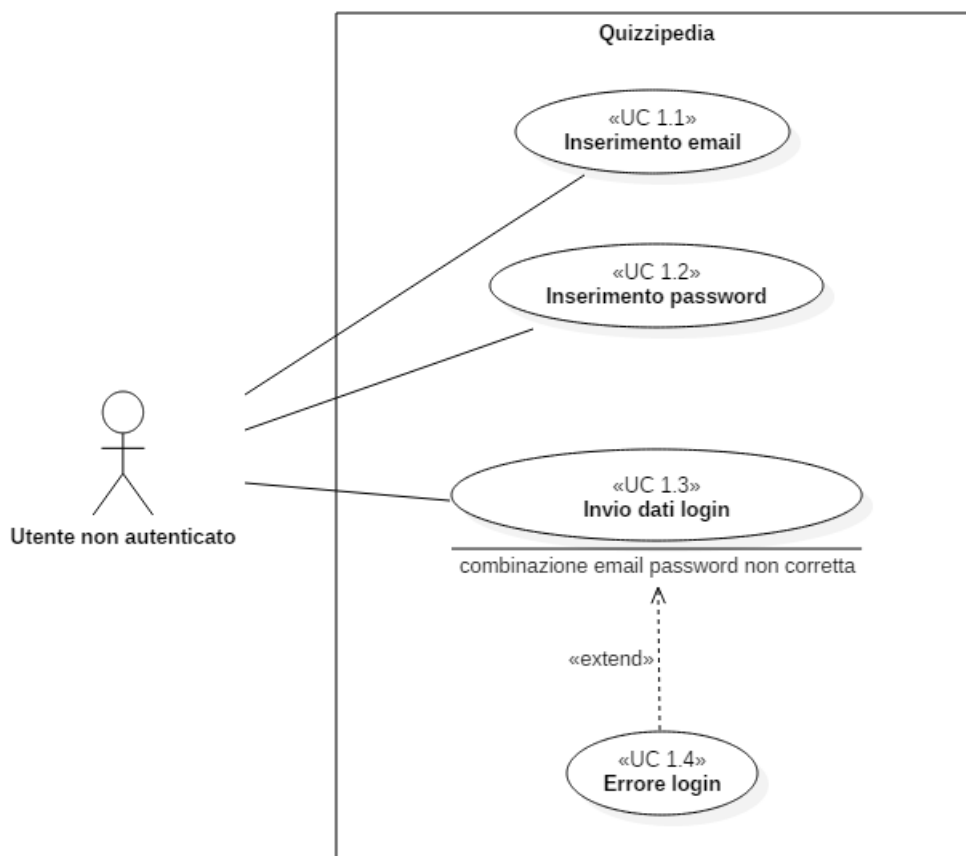 Quizzipedia
«UC 1.1»
Inserimento email
«UC 1.2»
Inserimento password
Utente non autenticato
«UC 1.3»
Invio dati login
combinazione email password non corretta
«extend»
«UC 1.4»
Errore login